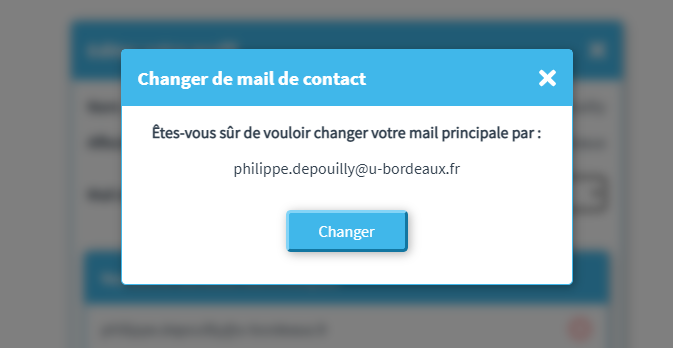 Changer de mail de contact
Êtes-vous sûr de vouloir changer votre mail principale par :
philippe.depouilly@u-bordeaux.fr
Changer